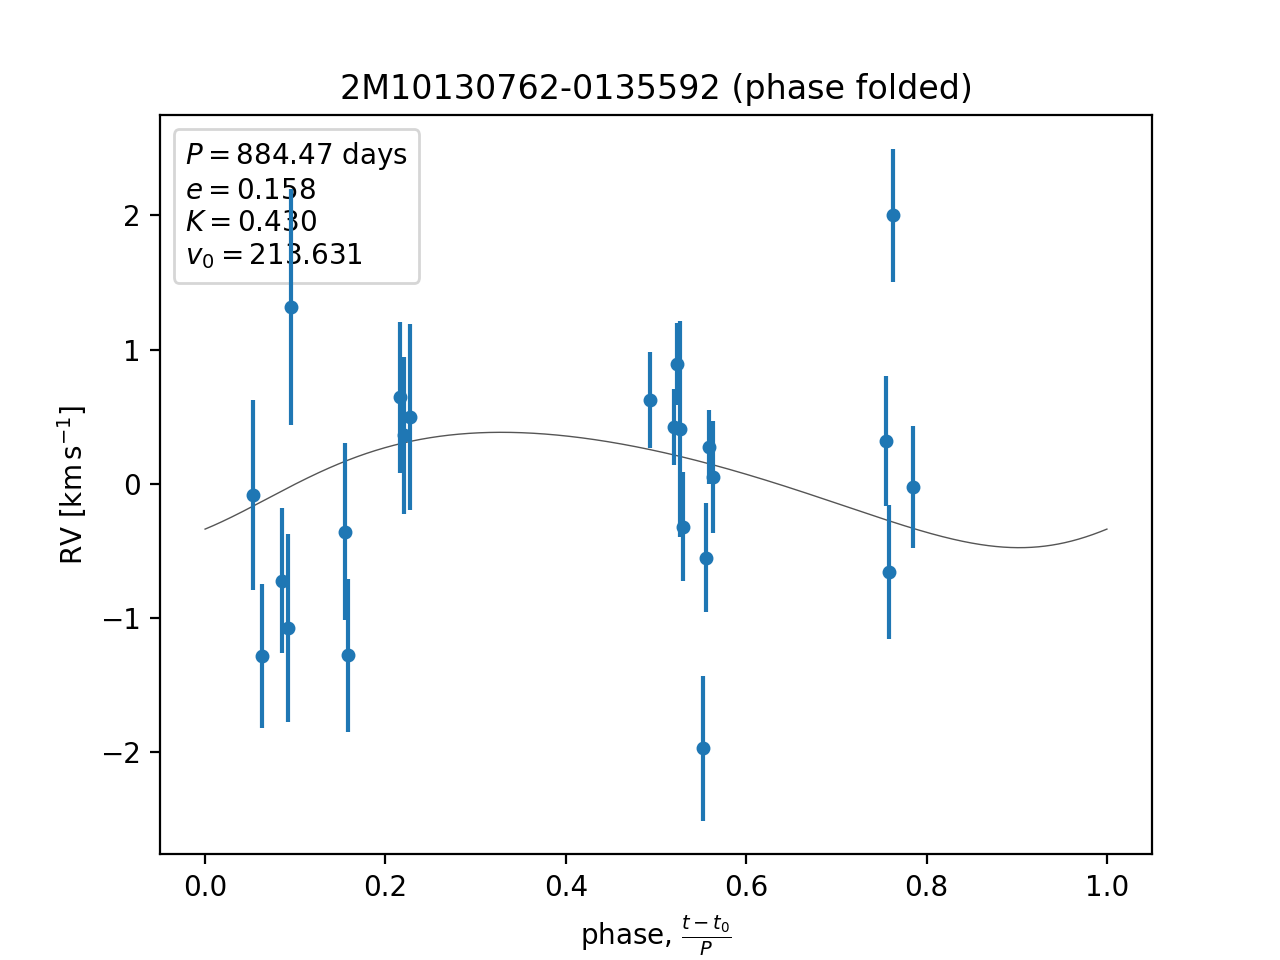 2M10130762-0135592 (phase folded)
P = 884.47 days
e = 0.158
K = 0.430
v₀ = 213.631
2
1
0
−1
−2
RV [km s⁻¹]
0.0 0.2 0.4 0.6 0.8 1.0
phase, (t − t₀)/P